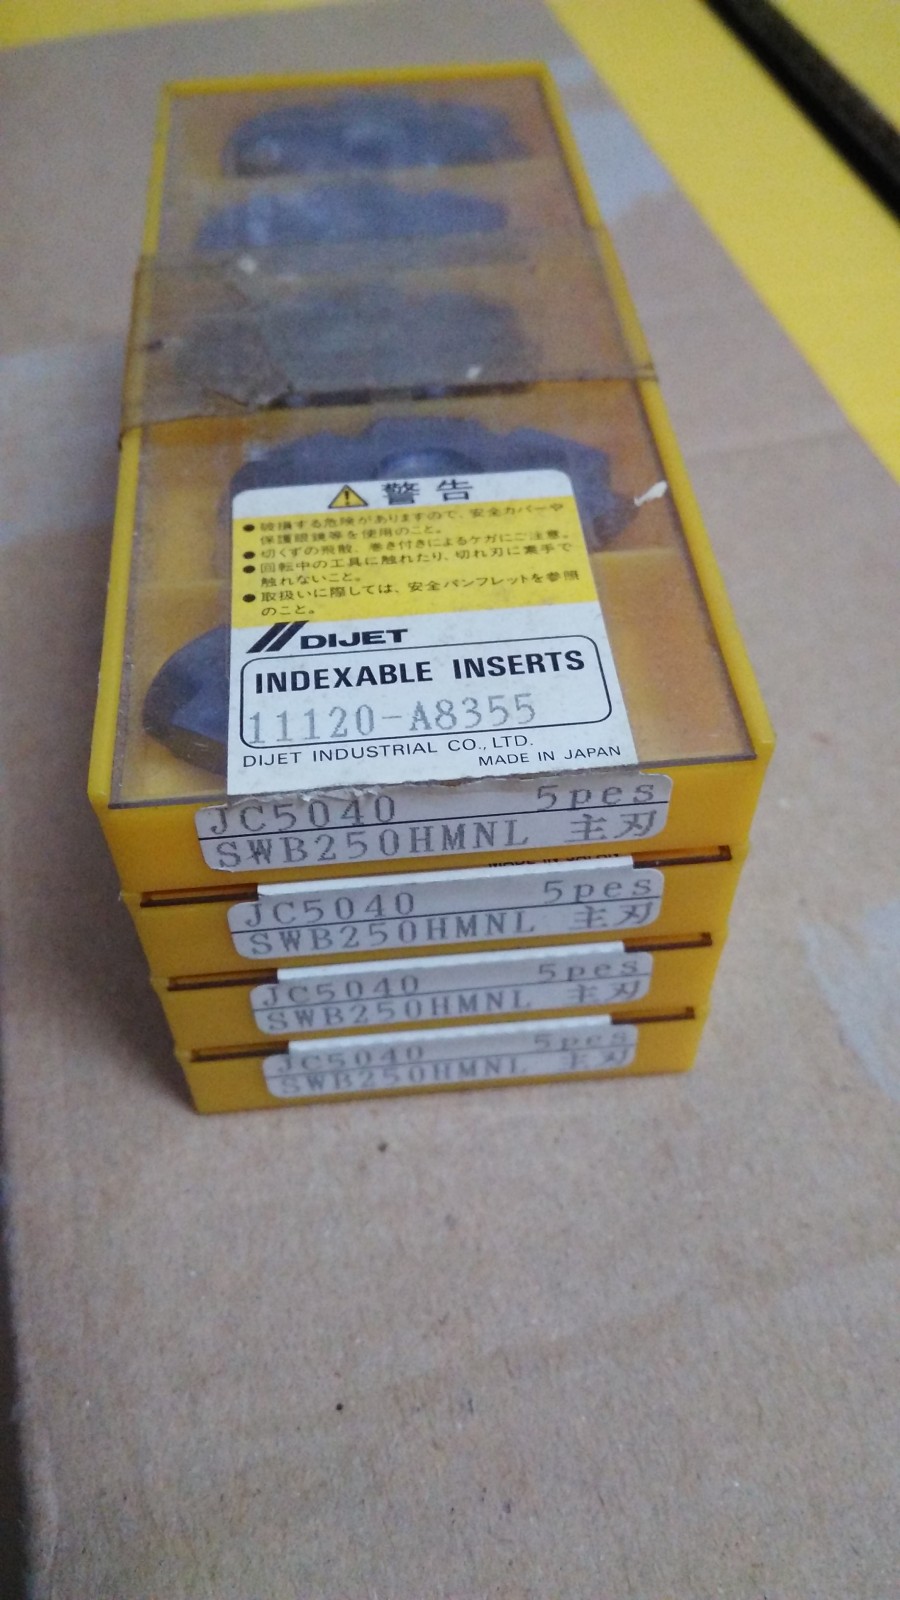 警告
●破損する危険がありますので、安全カバーや
保護眼鏡等を使用のこと。
●切くずの飛散、巻き付きによるケガにご注意。
●回転中の工具に触れたり、切れ刃に素手で
触れないこと。
●取扱いに際しては、安全パンフレットを参照
のこと。
DIJET
INDEXABLE INSERTS
11120-A8355
DIJET INDUSTRIAL CO., LTD.
MADE IN JAPAN
JC5040 5pes
SWB250HMNL 主刃
MADE IN JAPAN
JC5040 5pes
SWB250HMNL 主刃
JC5040 5pes
SWB250HMNL 主刃
JC5040 5pes
SWB250HMNL 主刃